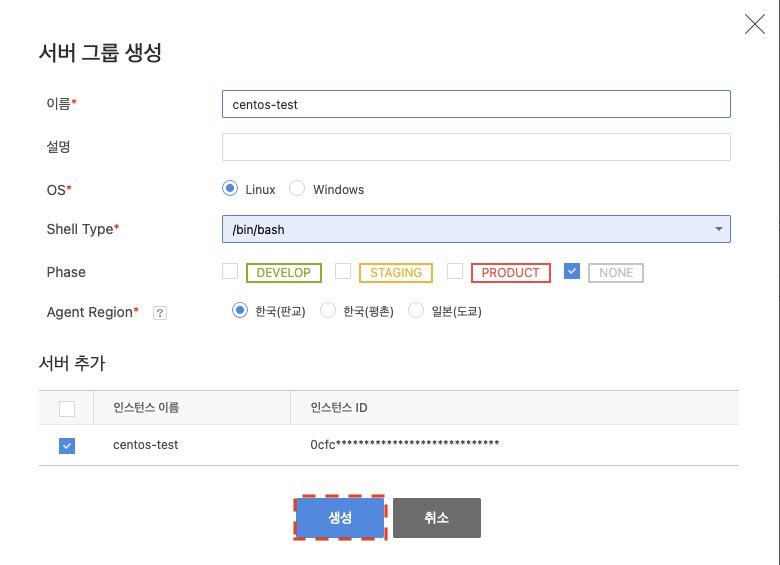 서버 그룹 생성
이름*
centos-test
설명
OS*
Linux Windows
Shell Type*
/bin/bash
Phase
DEVELOP STAGING PRODUCT NONE
Agent Region* ?
한국(판교) 한국(평촌) 일본(도쿄)
서버 추가
인스턴스 이름 인스턴스 ID
centos-test 0cfc*****************************
생성 취소